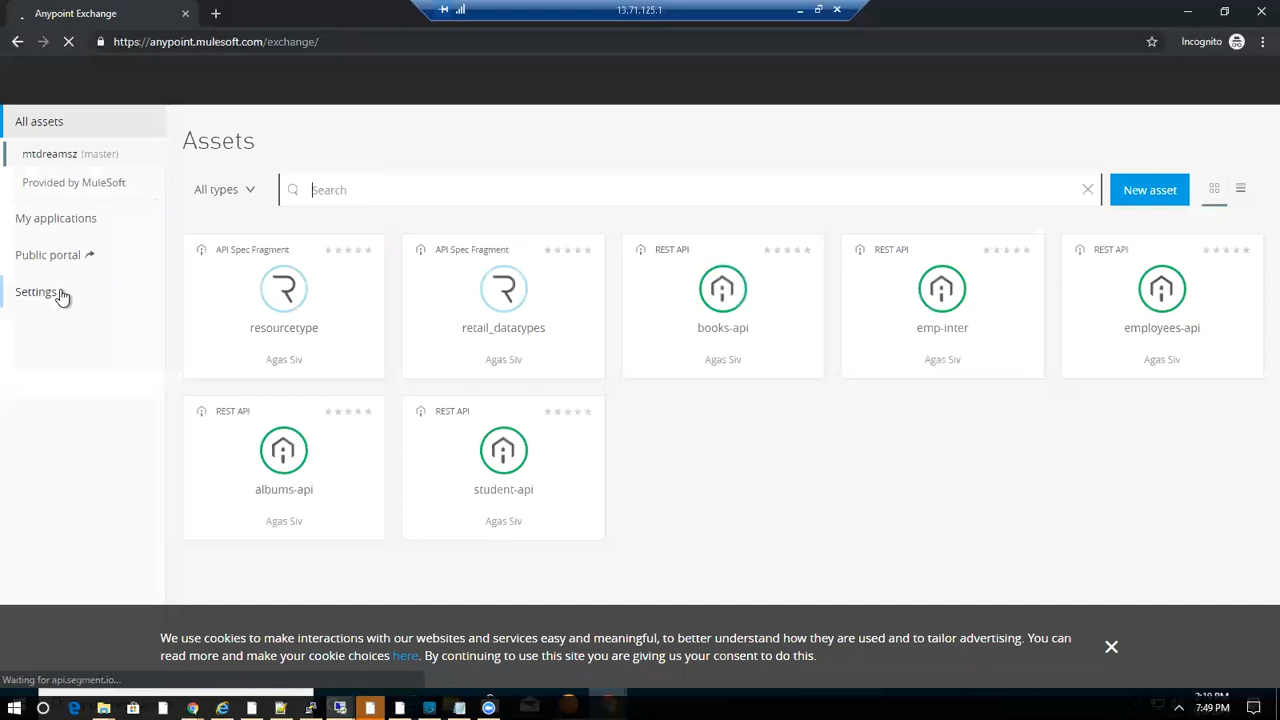 Anypoint Exchange
13.71.125.1
https://anypoint.mulesoft.com/exchange/
Incognito
All assets
mtdreamsz (master)
Provided by MuleSoft
My applications
Public portal
Settings
Assets
All types
Search
New asset
API Spec Fragment
resourcetype
Agas Siv
API Spec Fragment
retail_datatypes
Agas Siv
REST API
books-api
Agas Siv
REST API
emp-inter
Agas Siv
REST API
employees-api
Agas Siv
REST API
albums-api
Agas Siv
REST API
student-api
Agas Siv
We use cookies to make interactions with our websites and services easy and meaningful, to better understand how they are used and to tailor advertising. You can
read more and make your cookie choices here. By continuing to use this site you are giving us your consent to do this.
Waiting for api.segment.io...
7:49 PM